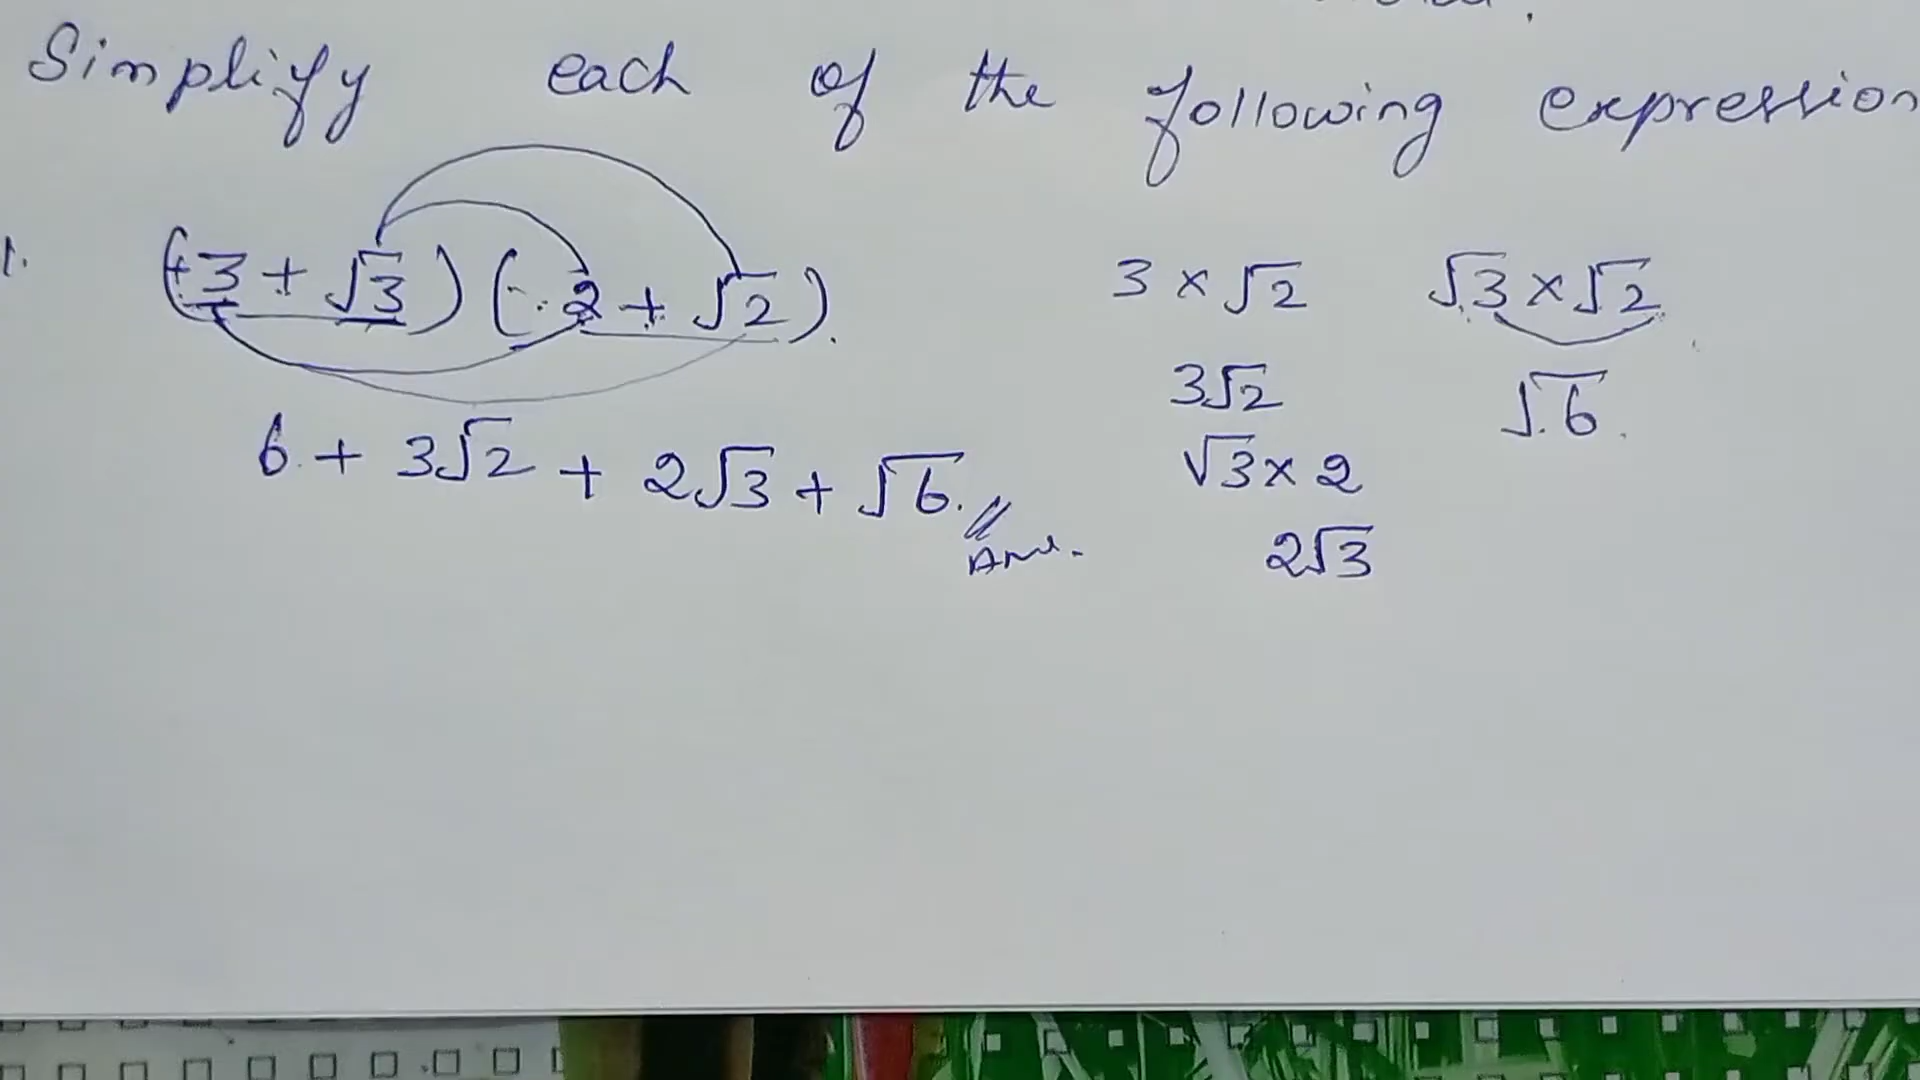 Simplify each of the following expression
1. (+3 + √3) (2 + √2).
6 + 3√2 + 2√3 + √6. Ans.
3 × √2
3√2
√3 × 2
2√3
√3 × √2
√6.